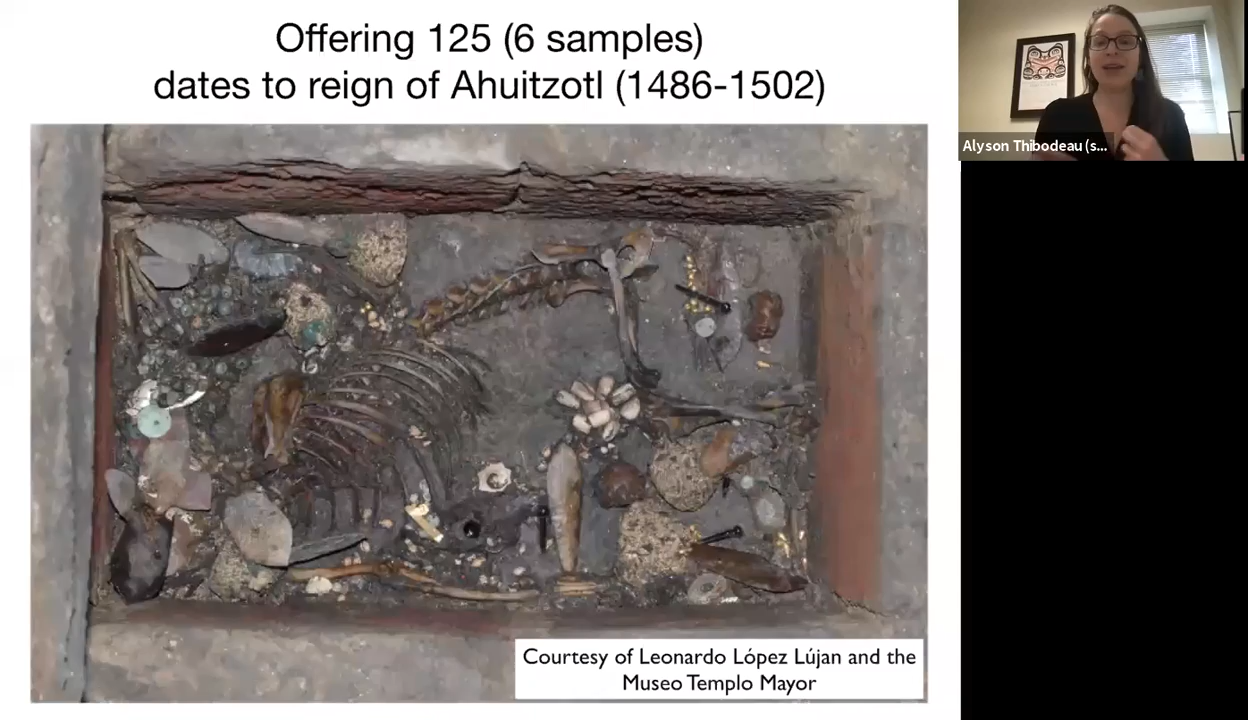 Offering 125 (6 samples)
dates to reign of Ahuitzotl (1486-1502)
Alyson Thibodeau (s...
Courtesy of Leonardo López Lújan and the
Museo Templo Mayor